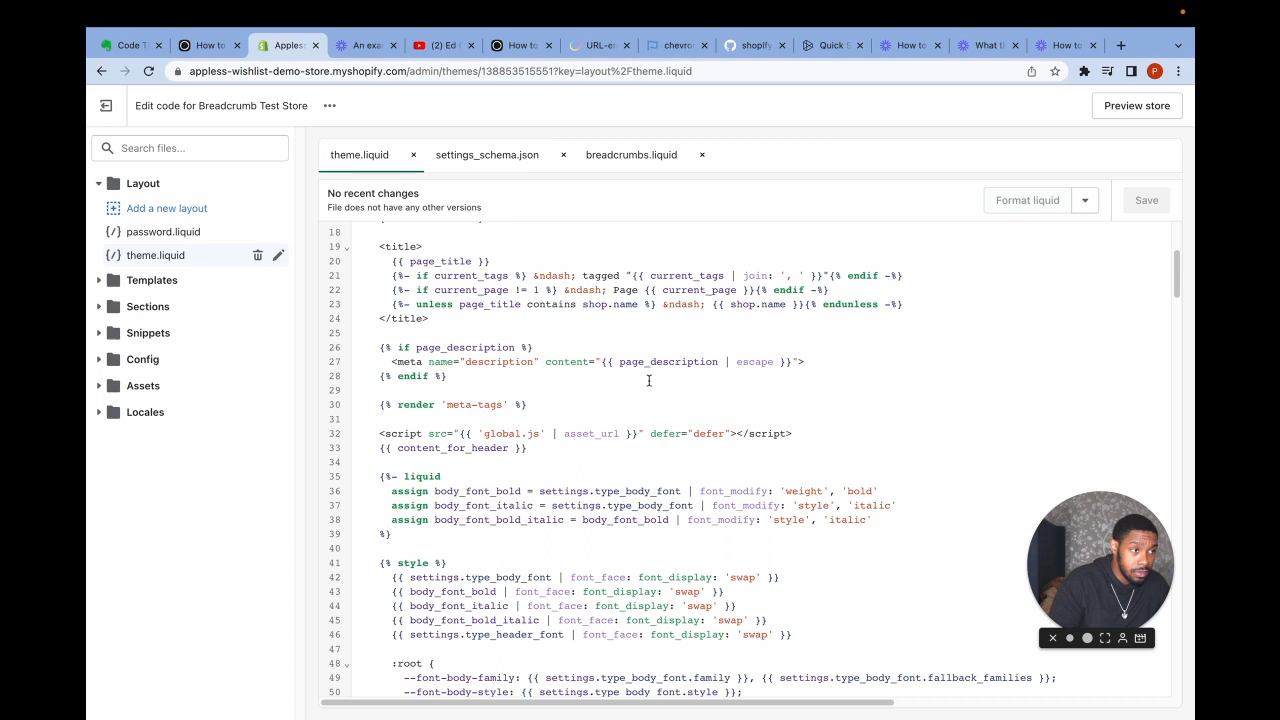 Code T
How to
Apples
An exa
(2) Ed
How to
URL-e
chevro
shopify
Quick S
How to
What th
How to
appless-wishlist-demo-store.myshopify.com/admin/themes/138853515551?key=layout%2Ftheme.liquid
P
Edit code for Breadcrumb Test Store
Preview store
Search files...
Layout
Add a new layout
{/} password.liquid
{/} theme.liquid
Templates
Sections
Snippets
Config
Assets
Locales
theme.liquid
settings_schema.json
breadcrumbs.liquid
No recent changes
File does not have any other versions
Format liquid
Save
18
19 <title>
20 {{ page_title }}
21 {%- if current_tags %} &ndash; tagged "{{ current_tags | join: ', ' }}"{% endif -%}
22 {%- if current_page != 1 %} &ndash; Page {{ current_page }}{% endif -%}
23 {%- unless page_title contains shop.name %} &ndash; {{ shop.name }}{% endunless -%}
24 </title>
25
26 {% if page_description %}
27 <meta name="description" content="{{ page_description | escape }}">
28 {% endif %}
29
30 {% render 'meta-tags' %}
31
32 <script src="{{ 'global.js' | asset_url }}" defer="defer"></script>
33 {{ content_for_header }}
34
35 {%- liquid
36 assign body_font_bold = settings.type_body_font | font_modify: 'weight', 'bold'
37 assign body_font_italic = settings.type_body_font | font_modify: 'style', 'italic'
38 assign body_font_bold_italic = body_font_bold | font_modify: 'style', 'italic'
39 %}
40
41 {% style %}
42 {{ settings.type_body_font | font_face: font_display: 'swap' }}
43 {{ body_font_bold | font_face: font_display: 'swap' }}
44 {{ body_font_italic | font_face: font_display: 'swap' }}
45 {{ body_font_bold_italic | font_face: font_display: 'swap' }}
46 {{ settings.type_header_font | font_face: font_display: 'swap' }}
47
48 :root {
49 --font-body-family: {{ settings.type_body_font.family }}, {{ settings.type_body_font.fallback_families }};
50 --font-body-style: {{ settings.type_body_font.style }};